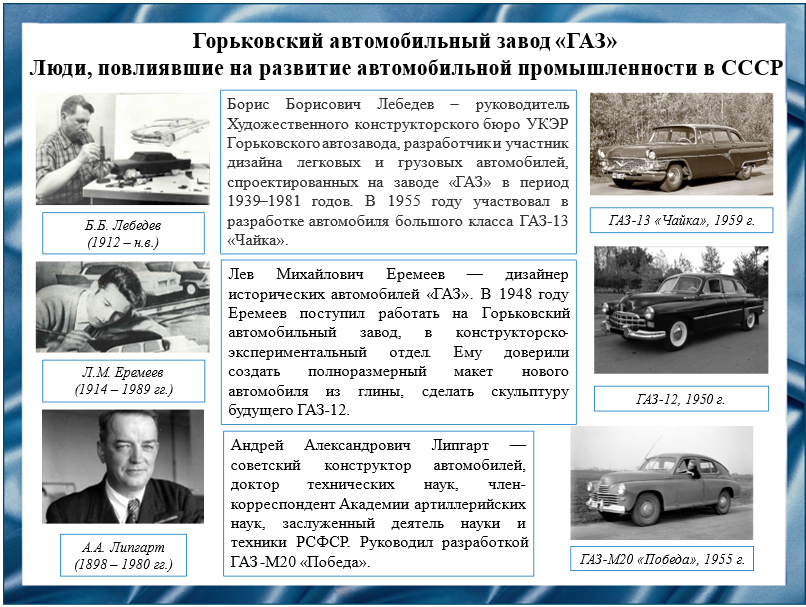 Горьковский автомобильный завод «ГАЗ»
Люди, повлиявшие на развитие автомобильной промышленности в СССР
Б.Б. Лебедев
(1912 – н.в.)
Борис Борисович Лебедев – руководитель
Художественного конструкторского бюро УКЭР
Горьковского автозавода, разработчик и участник
дизайна легковых и грузовых автомобилей,
спроектированных на заводе «ГАЗ» в период
1939–1981 годов. В 1955 году участвовал в
разработке автомобиля большого класса ГАЗ-13
«Чайка».
ГАЗ-13 «Чайка», 1959 г.
Л.М. Еремеев
(1914 – 1989 гг.)
Лев Михайлович Еремеев — дизайнер
исторических автомобилей «ГАЗ». В 1948 году
Еремеев поступил работать на Горьковский
автомобильный завод, в конструкторско-
экспериментальный отдел. Ему доверили
создать полноразмерный макет нового
автомобиля из глины, сделать скульптуру
будущего ГАЗ-12.
ГАЗ-12, 1950 г.
А.А. Липгарт
(1898 – 1980 гг.)
Андрей Александрович Липгарт —
советский конструктор автомобилей,
доктор технических наук, член-
корреспондент Академии артиллерийских
наук, заслуженный деятель науки и
техники РСФСР. Руководил разработкой
ГАЗ-М20 «Победа».
ГАЗ-М20 «Победа», 1955 г.